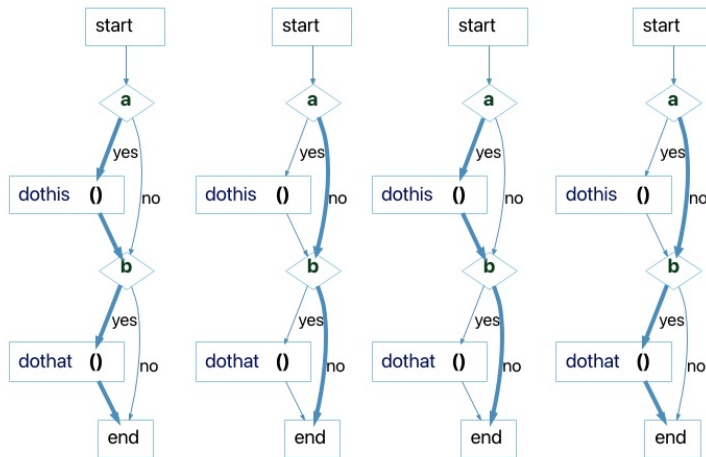 start start start start
a a a a
yes yes yes yes
dothis () dothis () dothis () dothis ()
no no no no
b b b b
yes yes yes yes
dothat () dothat () dothat () dothat ()
no no no no
end end end end